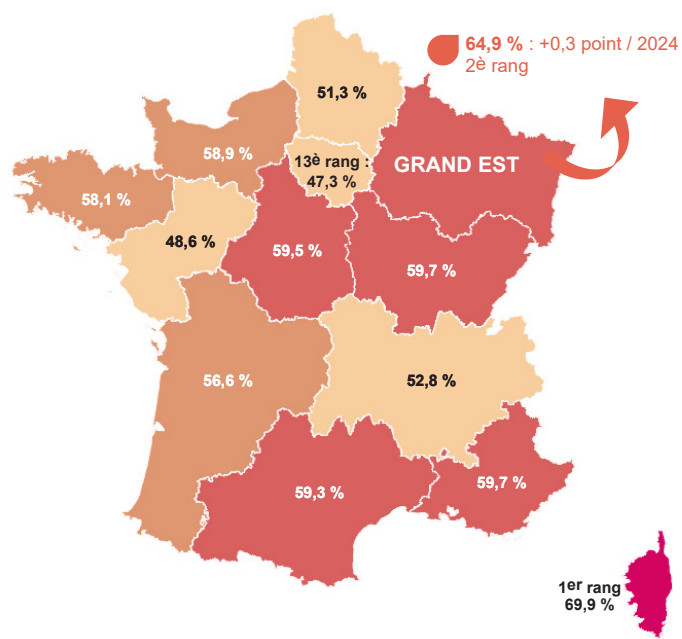 64,9 % : +0,3 point / 2024
2è rang
51,3 %
58,9 %
13è rang :
47,3 %
GRAND EST
58,1 %
48,6 %
59,5 %
59,7 %
56,6 %
52,8 %
59,3 %
59,7 %
1er rang
69,9 %